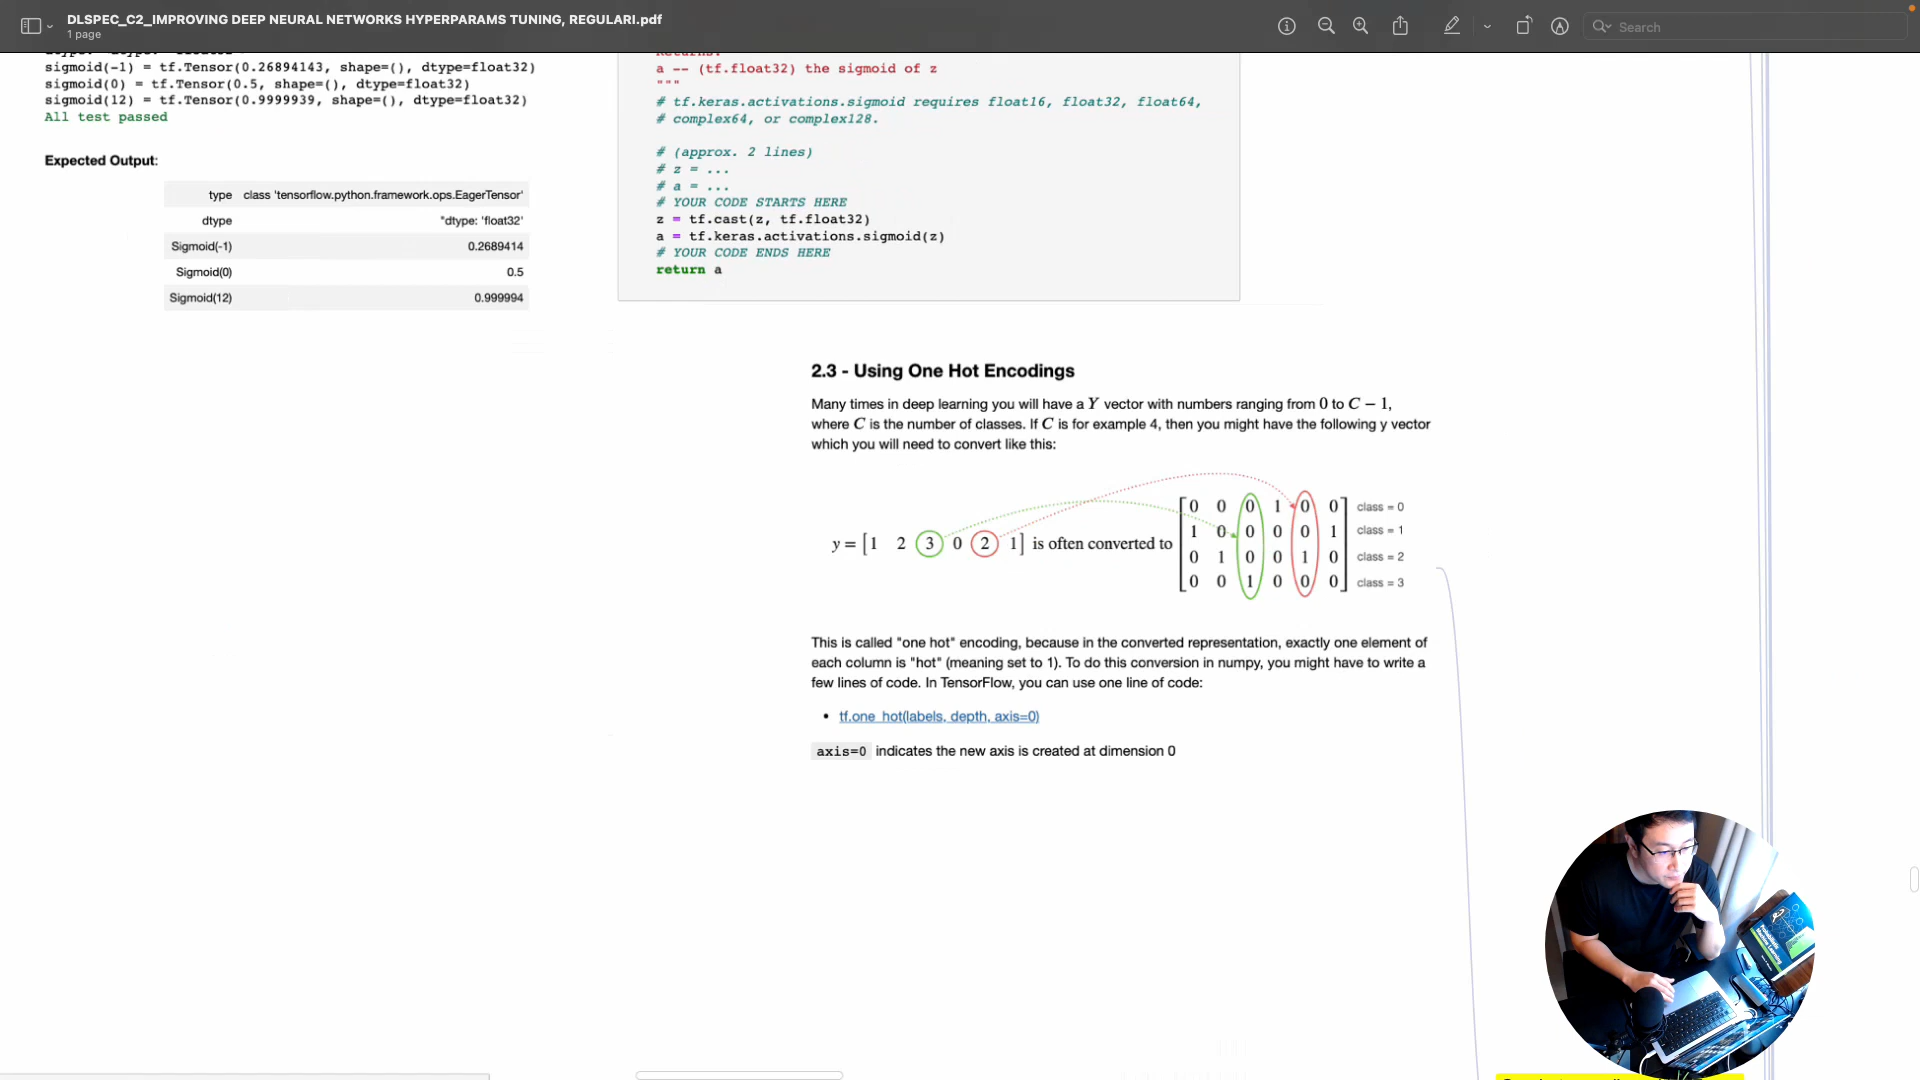 DLSPEC_C2_IMPROVING DEEP NEURAL NETWORKS HYPERPARAMS TUNING, REGULARI.pdf
1 page
Search
sigmoid(-1) = tf.Tensor(0.26894143, shape=(), dtype=float32)
sigmoid(0) = tf.Tensor(0.5, shape=(), dtype=float32)
sigmoid(12) = tf.Tensor(0.9999939, shape=(), dtype=float32)
All test passed
Expected Output:
type class 'tensorflow.python.framework.ops.EagerTensor'
dtype "dtype: 'float32'
Sigmoid(-1) 0.2689414
Sigmoid(0) 0.5
Sigmoid(12) 0.999994
Returns:
a -- (tf.float32) the sigmoid of z
"""
# tf.keras.activations.sigmoid requires float16, float32, float64,
# complex64, or complex128.
# (approx. 2 lines)
# z = ...
# a = ...
# YOUR CODE STARTS HERE
z = tf.cast(z, tf.float32)
a = tf.keras.activations.sigmoid(z)
# YOUR CODE ENDS HERE
return a
2.3 - Using One Hot Encodings
Many times in deep learning you will have a Y vector with numbers ranging from 0 to C − 1,
where C is the number of classes. If C is for example 4, then you might have the following y vector
which you will need to convert like this:
y = [1 2 3 0 2 1] is often converted to
0 0 0 1 0 0 class = 0
1 0 0 0 0 1 class = 1
0 1 0 0 1 0 class = 2
0 0 1 0 0 0 class = 3
This is called "one hot" encoding, because in the converted representation, exactly one element of
each column is "hot" (meaning set to 1). To do this conversion in numpy, you might have to write a
few lines of code. In TensorFlow, you can use one line of code:
• tf.one_hot(labels, depth, axis=0)
axis=0 indicates the new axis is created at dimension 0